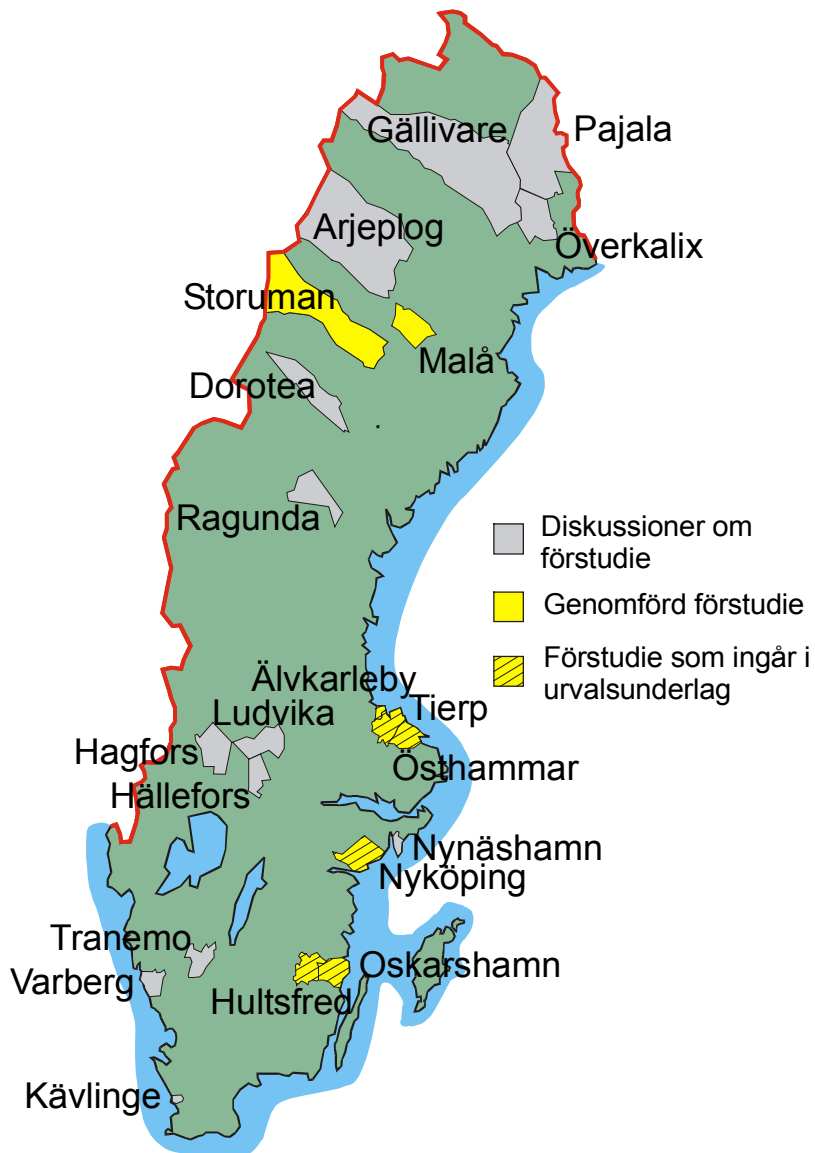 Gällivare
Pajala
Arjeplog
Överkalix
Storuman
Malå
Dorotea
Ragunda
Diskussioner om
förstudie
Genomförd förstudie
Förstudie som ingår i
urvalsunderlag
Älvkarleby
Tierp
Ludvika
Hagfors
Östhammar
Hällefors
Nynäshamn
Nyköping
Tranemo
Oskarshamn
Varberg
Hultsfred
Kävlinge